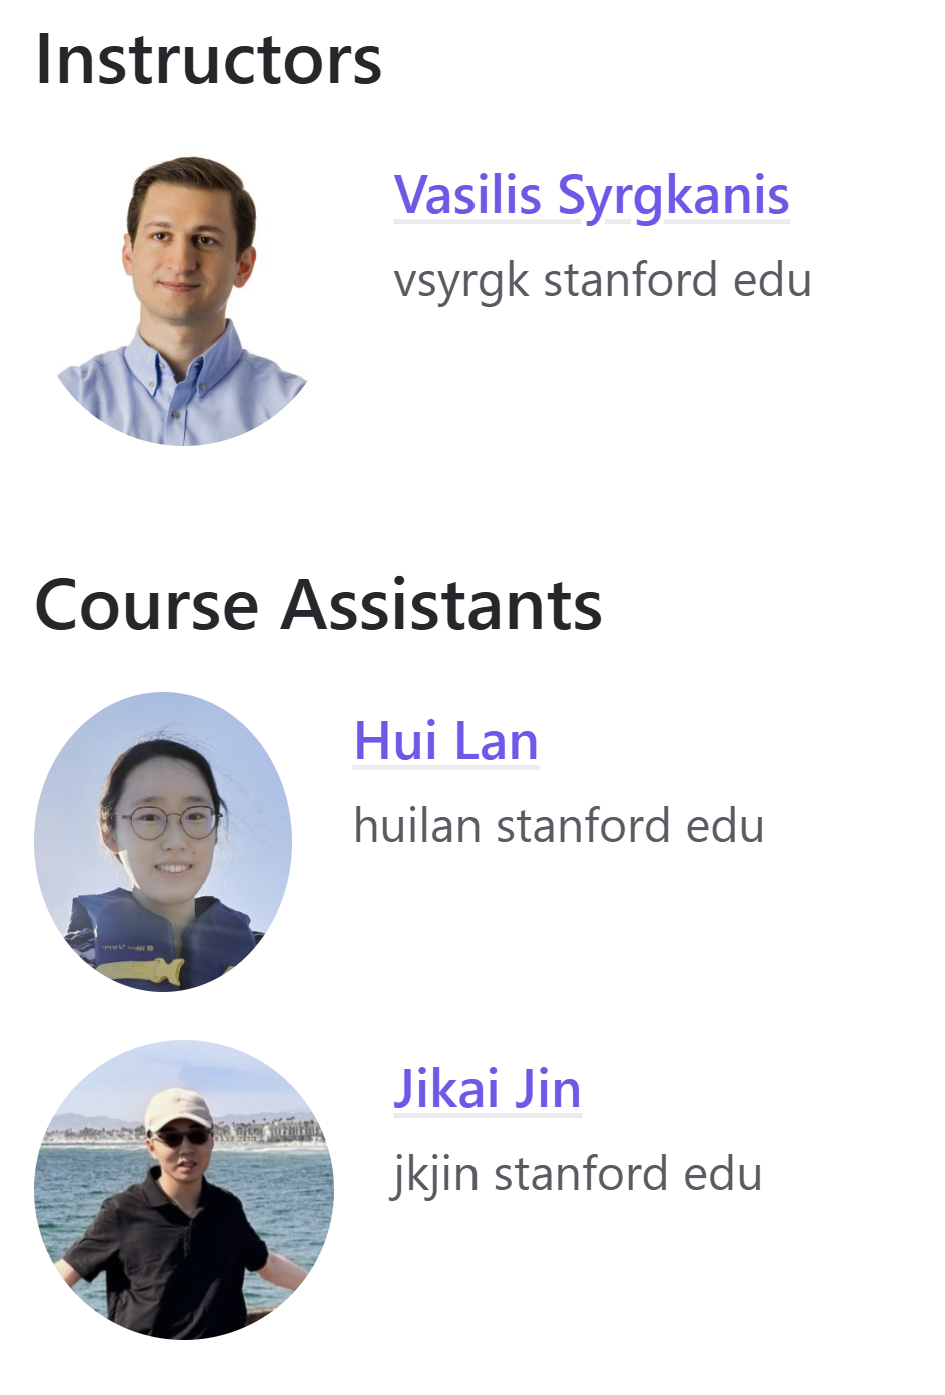 Instructors
Vasilis Syrgkanis
vsyrgk stanford edu
Course Assistants
Hui Lan
huilan stanford edu
Jikai Jin
jkjin stanford edu